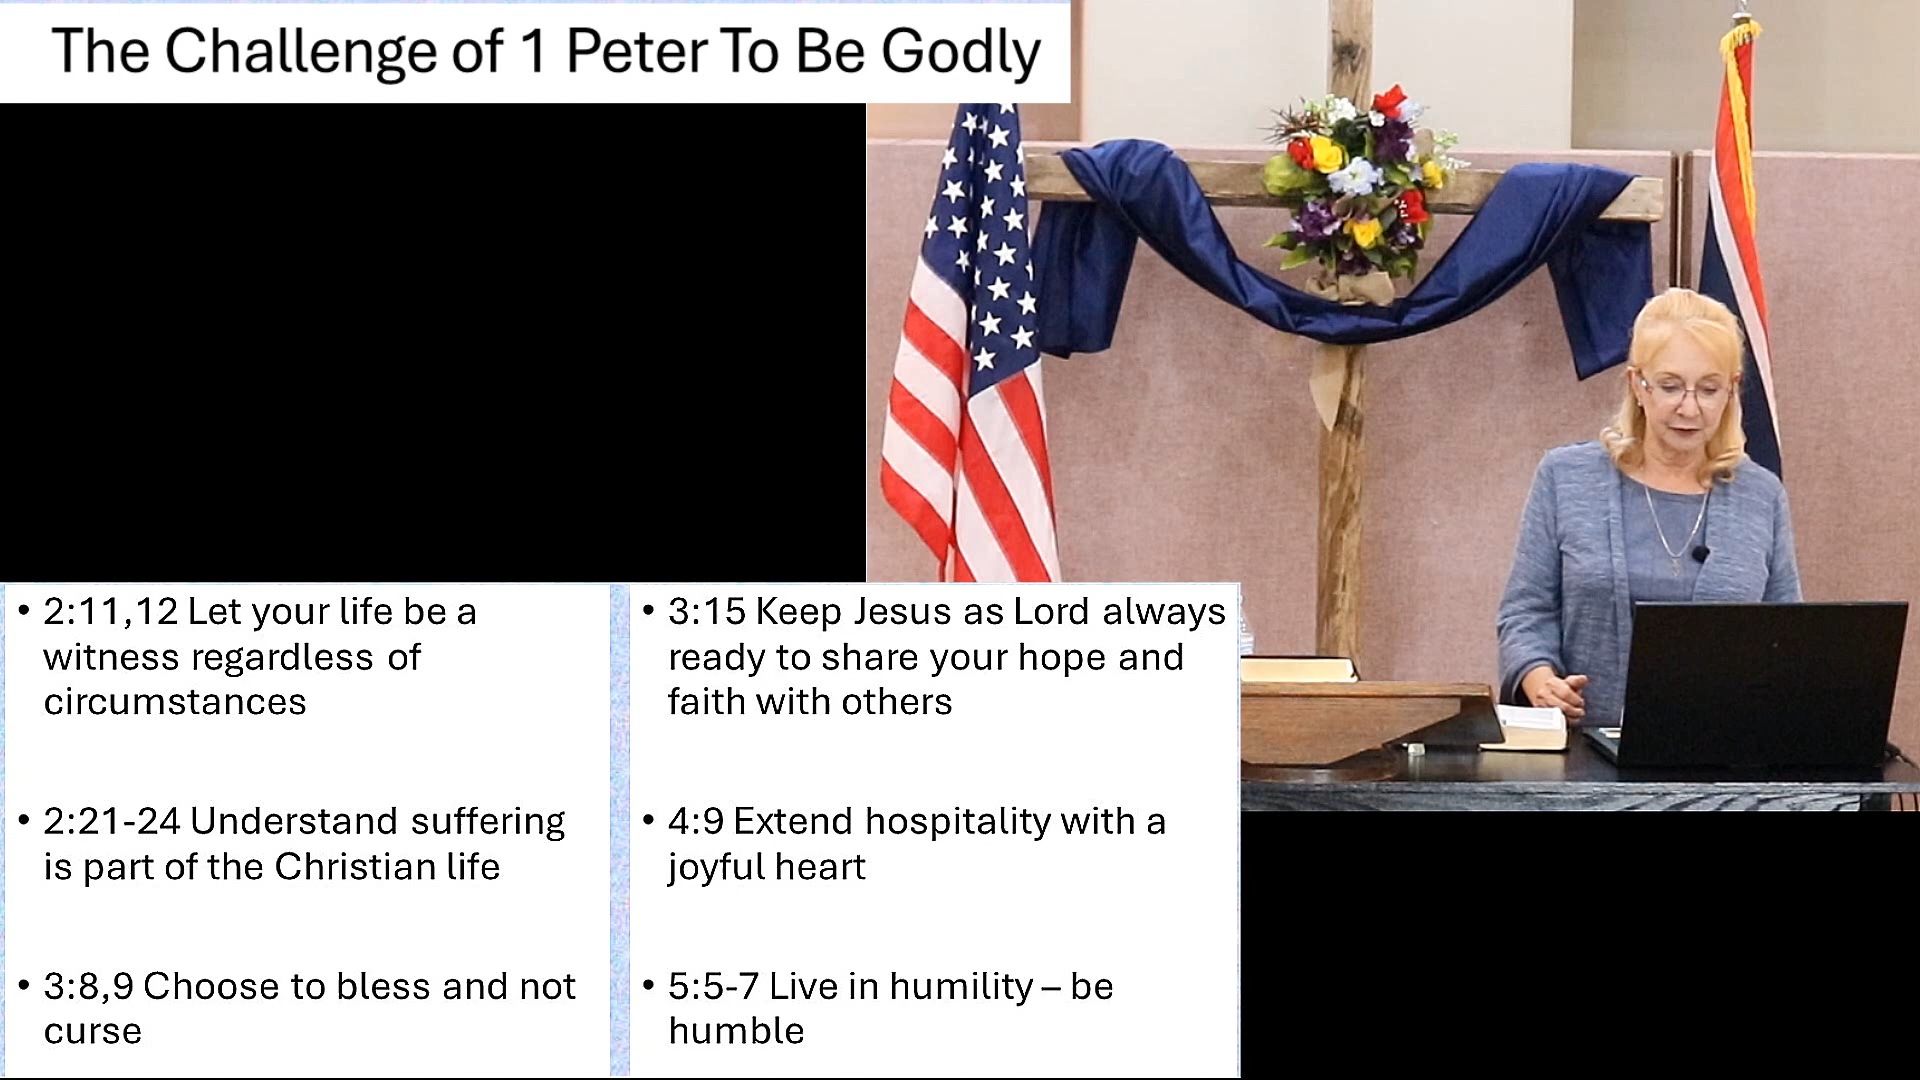 The Challenge of 1 Peter To Be Godly
• 2:11,12 Let your life be a
witness regardless of
circumstances
• 2:21-24 Understand suffering
is part of the Christian life
• 3:8,9 Choose to bless and not
curse
• 3:15 Keep Jesus as Lord always
ready to share your hope and
faith with others
• 4:9 Extend hospitality with a
joyful heart
• 5:5-7 Live in humility – be
humble